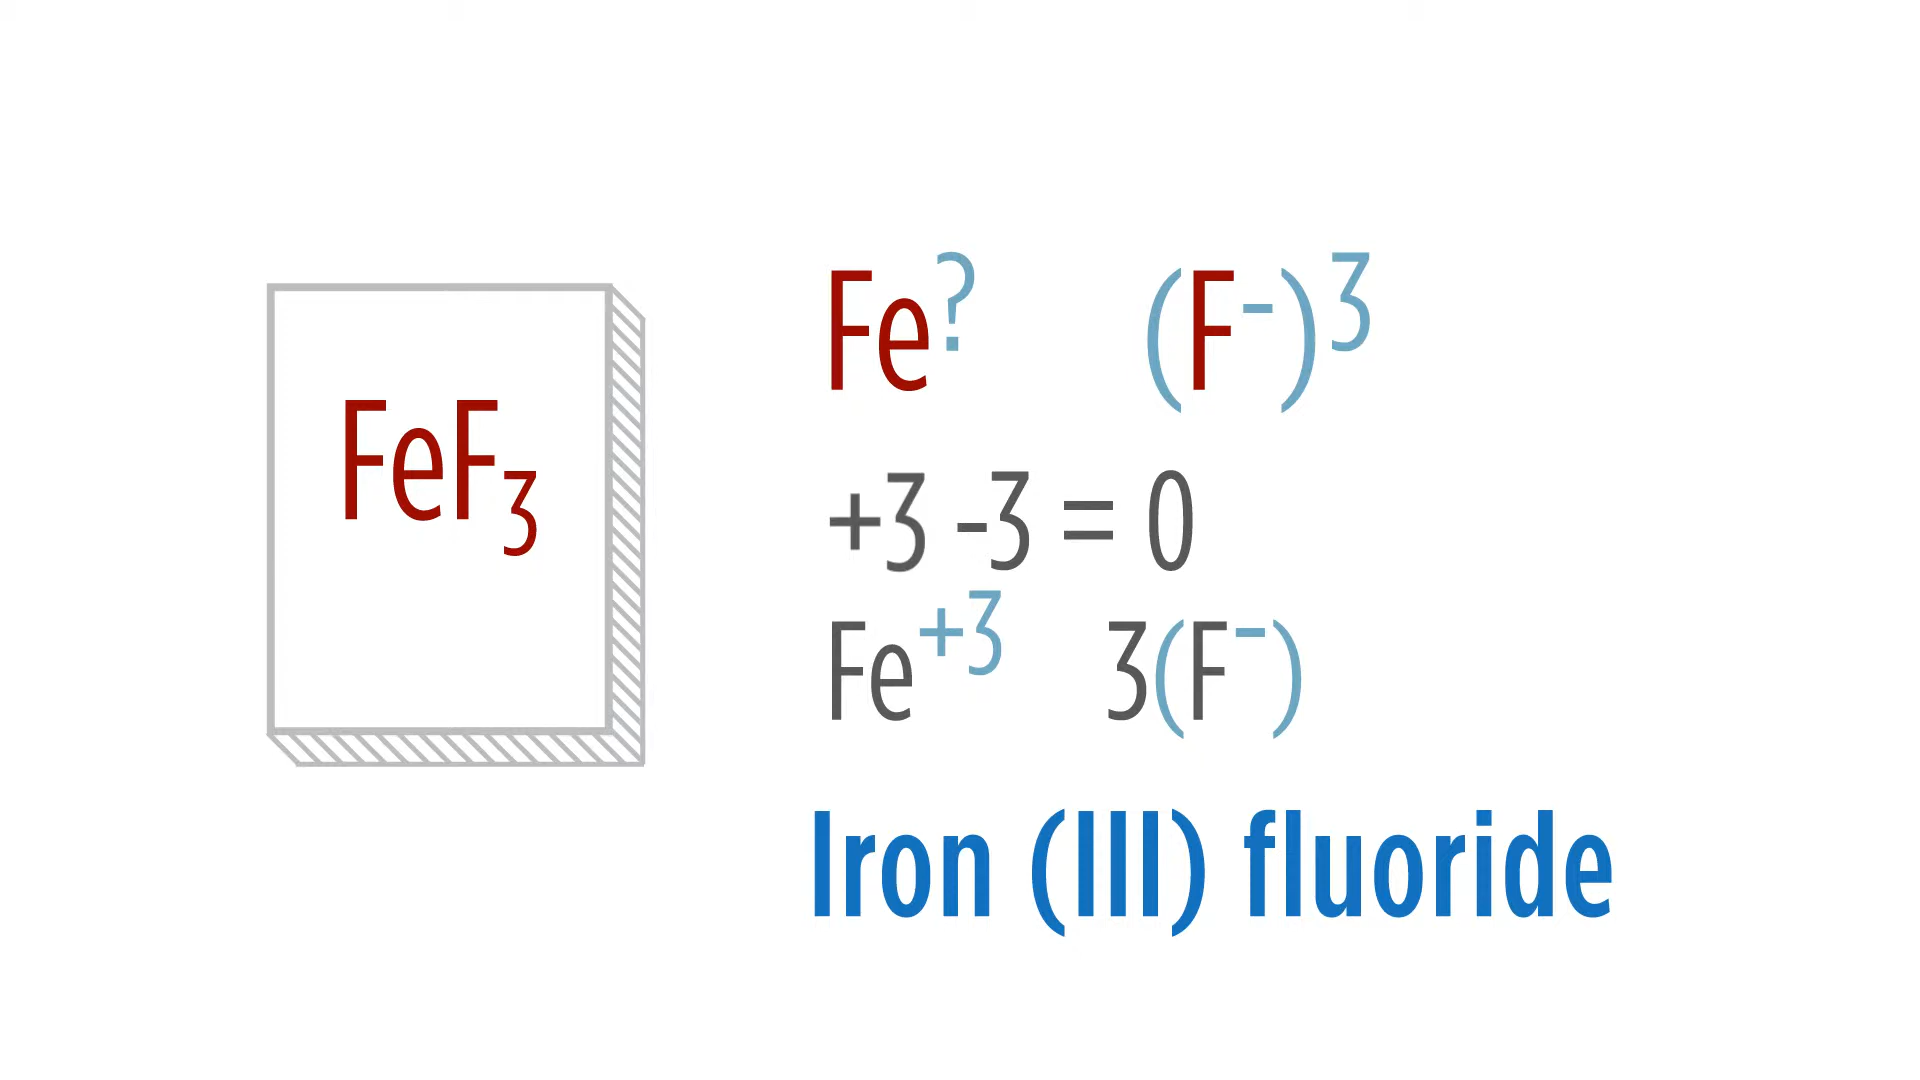 FeF₃
Fe^? (F⁻)³
+3 -3 = 0
Fe⁺³ 3(F⁻)
Iron (III) fluoride